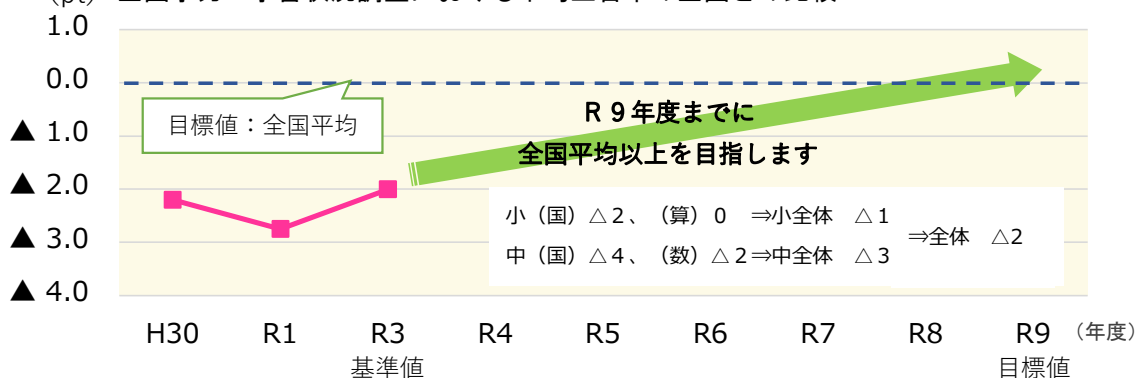 1.0
0.0
▲ 1.0
▲ 2.0
▲ 3.0
▲ 4.0
目標値：全国平均
R９年度までに
全国平均以上を目指します
小（国）△２、（算）０　⇒小全体　△１
中（国）△４、（数）△２⇒中全体　△３
⇒全体　△2
H30 R1 R3 R4 R5 R6 R7 R8 R9 （年度）
基準値 目標値